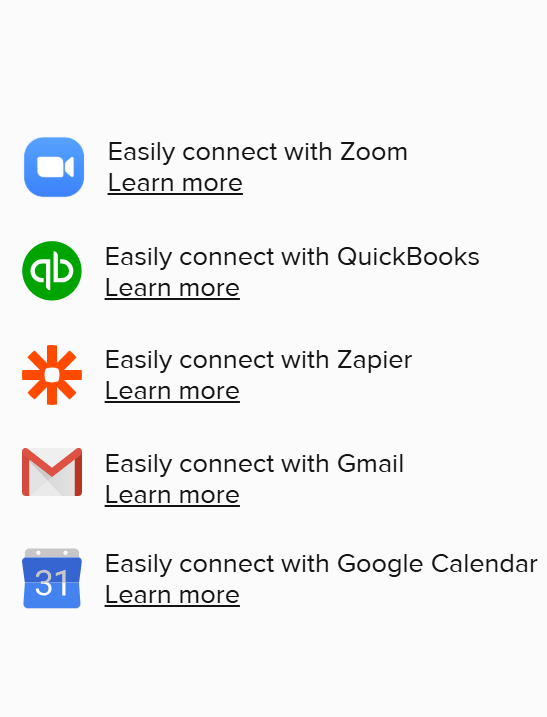 Easily connect with Zoom
Learn more
qb
Easily connect with QuickBooks
Learn more
Easily connect with Zapier
Learn more
Easily connect with Gmail
Learn more
31
Easily connect with Google Calendar
Learn more